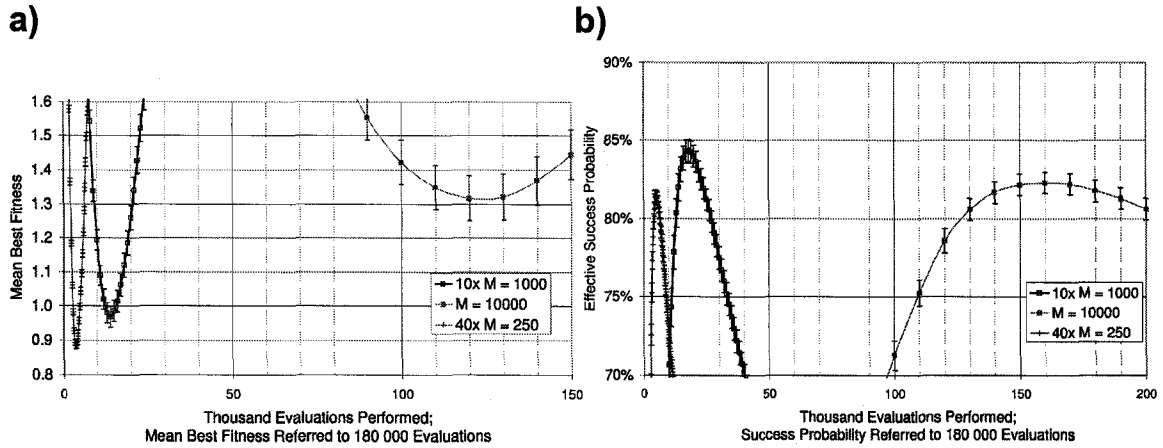 a)
Mean Best Fitness
1.6
1.5
1.4
1.3
1.2
1.1
1.0
0.9
0.8
0
50
100
150
10x M = 1000
M = 10000
40x M = 250
Thousand Evaluations Performed;
Mean Best Fitness Referred to 180 000 Evaluations
b)
Effective Success Probability
90%
85%
80%
75%
70%
0
50
100
150
200
10x M = 1000
M = 10000
40x M = 250
Thousand Evaluations Performed;
Success Probability Referred to 180 000 Evaluations